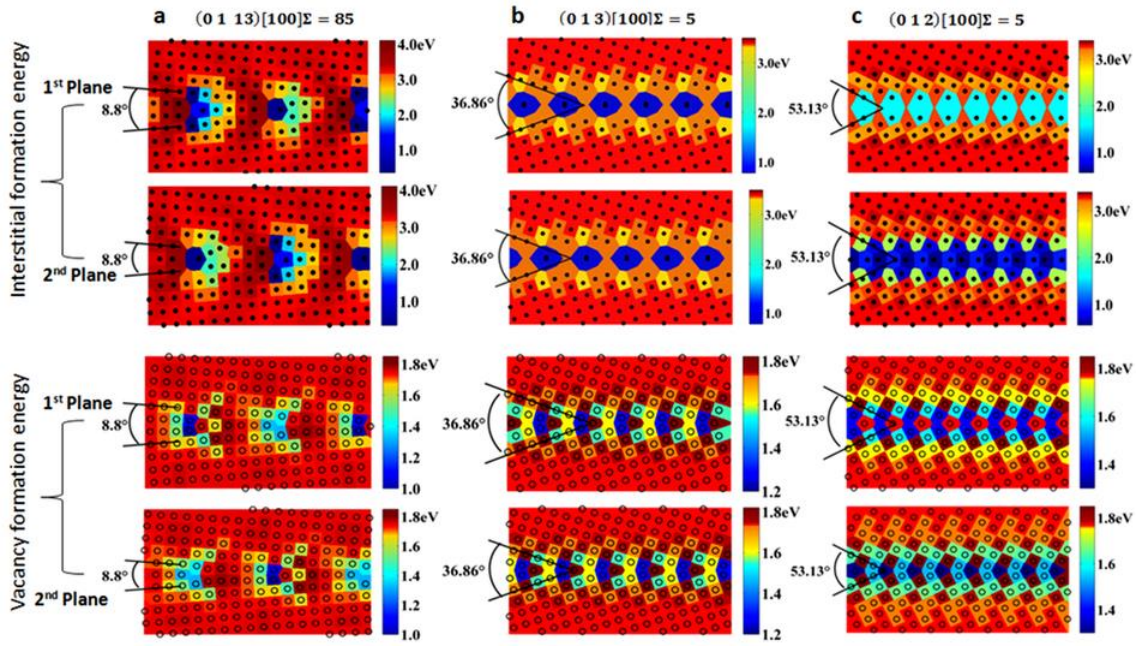 a (0 1 13)[100]Σ = 85
b (0 1 3)[100]Σ = 5
c (0 1 2)[100]Σ = 5
Interstitial formation energy
1st Plane
8.8°
4.0eV
3.0
2.0
1.0
36.86°
3.0eV
2.0
1.0
53.13°
3.0eV
2.0
1.0
8.8°
2nd Plane
4.0eV
3.0
2.0
1.0
36.86°
3.0eV
2.0
1.0
53.13°
3.0eV
2.0
1.0
Vacancy formation energy
1st Plane
8.8°
1.8eV
1.6
1.4
1.2
1.0
36.86°
1.8eV
1.6
1.4
1.2
53.13°
1.8eV
1.6
1.4
8.8°
2nd Plane
1.8eV
1.6
1.4
1.2
1.0
36.86°
1.8eV
1.6
1.4
1.2
53.13°
1.8eV
1.6
1.4